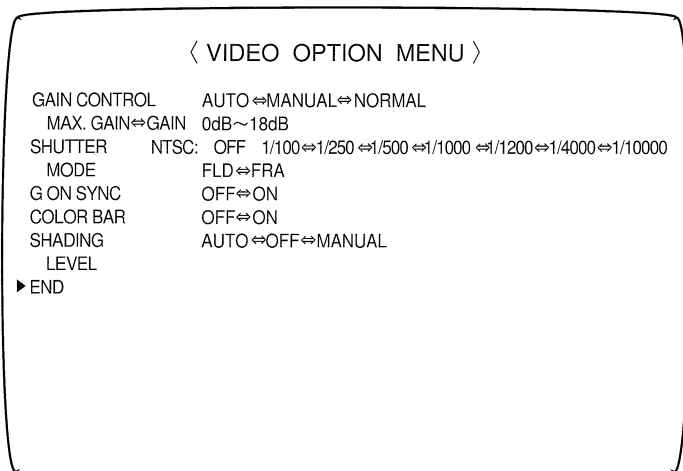 〈 VIDEO OPTION MENU 〉
GAIN CONTROL AUTO⇔MANUAL⇔NORMAL
MAX. GAIN⇔GAIN 0dB～18dB
SHUTTER NTSC: OFF 1/100⇔1/250⇔1/500⇔1/1000⇔1/1200⇔1/4000⇔1/10000
MODE FLD⇔FRA
G ON SYNC OFF⇔ON
COLOR BAR OFF⇔ON
SHADING AUTO⇔OFF⇔MANUAL
LEVEL
▶END